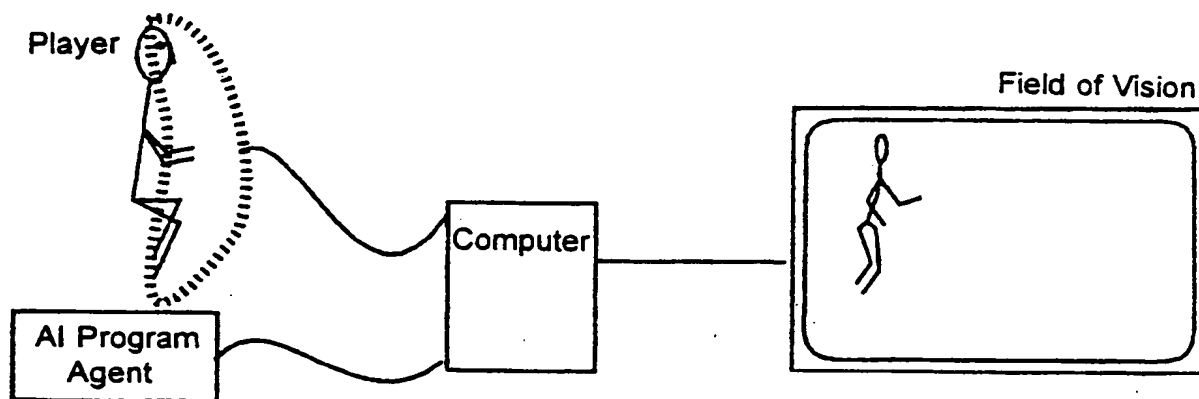 Player
Field of Vision
Computer
AI Program
Agent